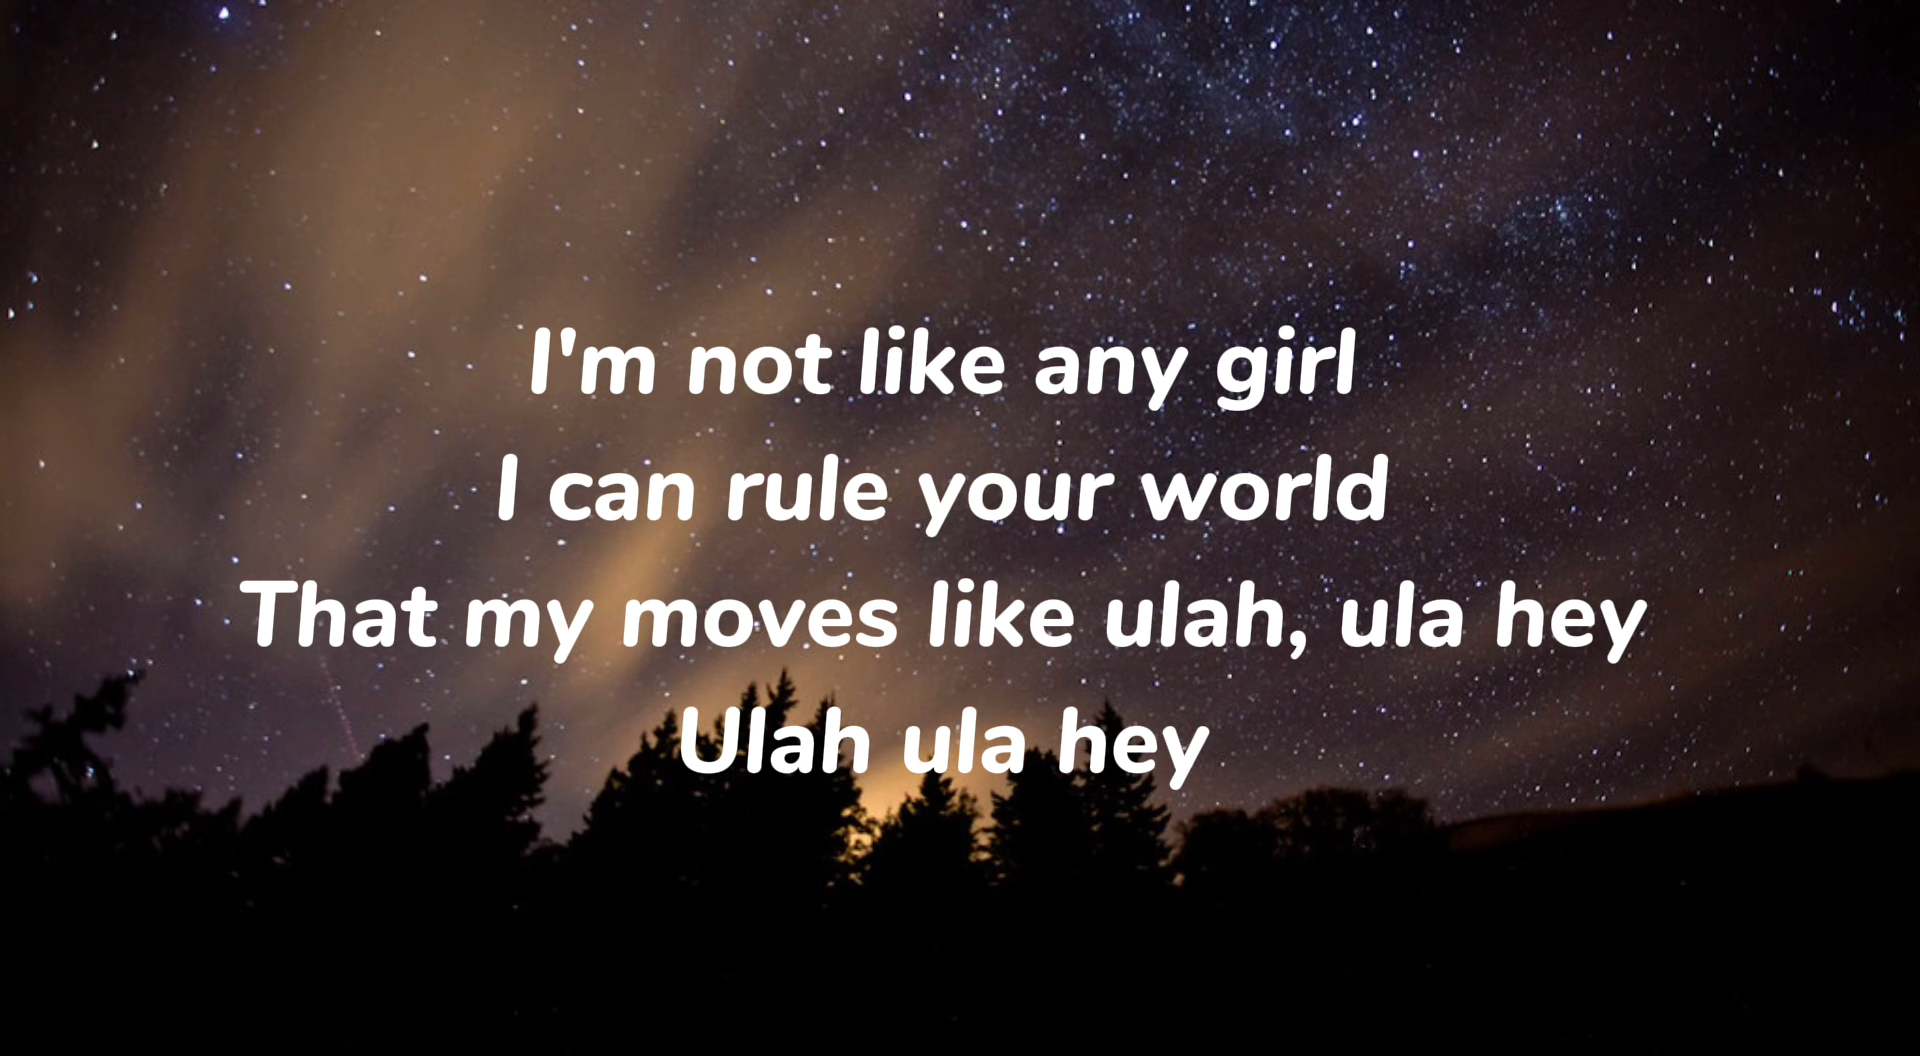 I'm not like any girl
I can rule your world
That my moves like ulah, ula hey
Ulah ula hey